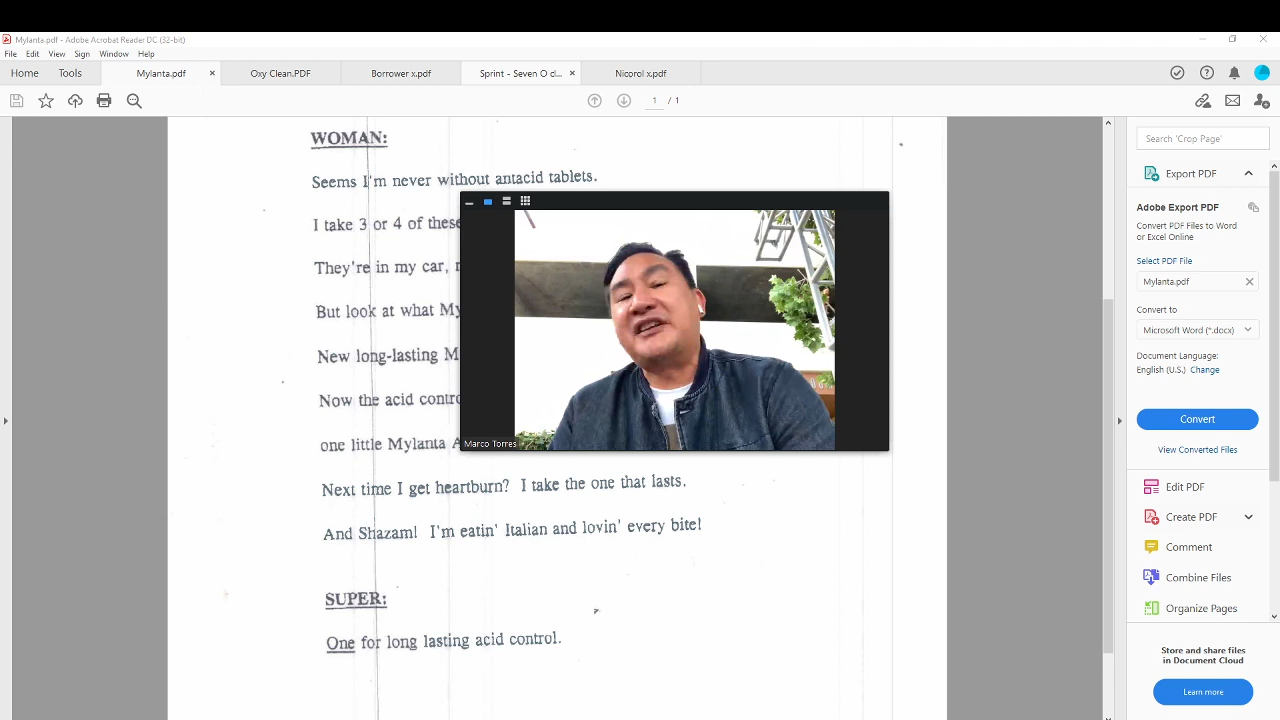 Mylanta.pdf - Adobe Acrobat Reader DC (32-bit)
File Edit View Sign Window Help
Home Tools Mylanta.pdf Oxy Clean.PDF Borrower x.pdf Sprint - Seven O cl... Nicorol x.pdf
1 / 1
WOMAN:
Seems I'm never without antacid tablets.
I take 3 or 4 of these
They're in my car,
But look at what My
New long-lasting M
Now the acid contro
one little Mylanta A
Next time I get heartburn? I take the one that lasts.
And Shazam! I'm eatin' Italian and lovin' every bite!
SUPER:
One for long lasting acid control.
Marco Torres
Search 'Crop Page'
Export PDF
Adobe Export PDF
Convert PDF Files to Word
or Excel Online
Select PDF File
Mylanta.pdf
Convert to
Microsoft Word (*.docx)
Document Language:
English (U.S.) Change
Convert
View Converted Files
Edit PDF
Create PDF
Comment
Combine Files
Organize Pages
Store and share files
in Document Cloud
Learn more